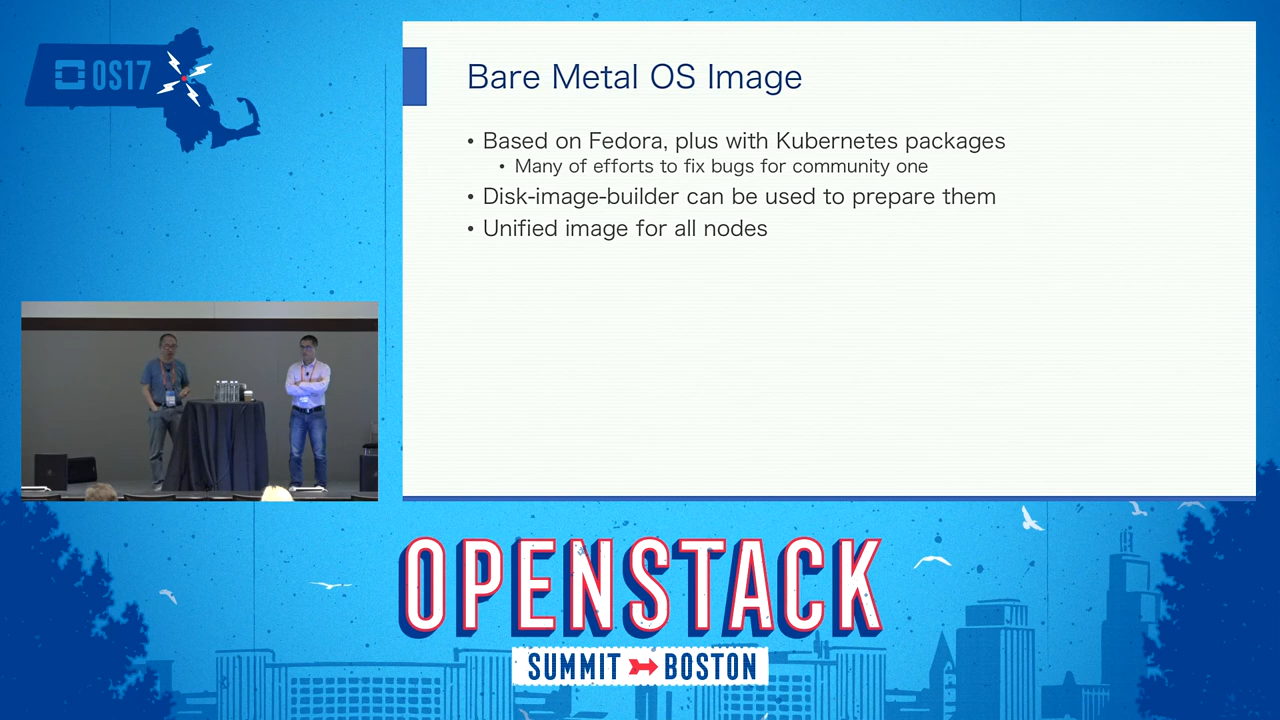 OS17
Bare Metal OS Image
• Based on Fedora, plus with Kubernetes packages
• Many of efforts to fix bugs for community one
• Disk-image-builder can be used to prepare them
• Unified image for all nodes
OPENSTACK
SUMMIT BOSTON